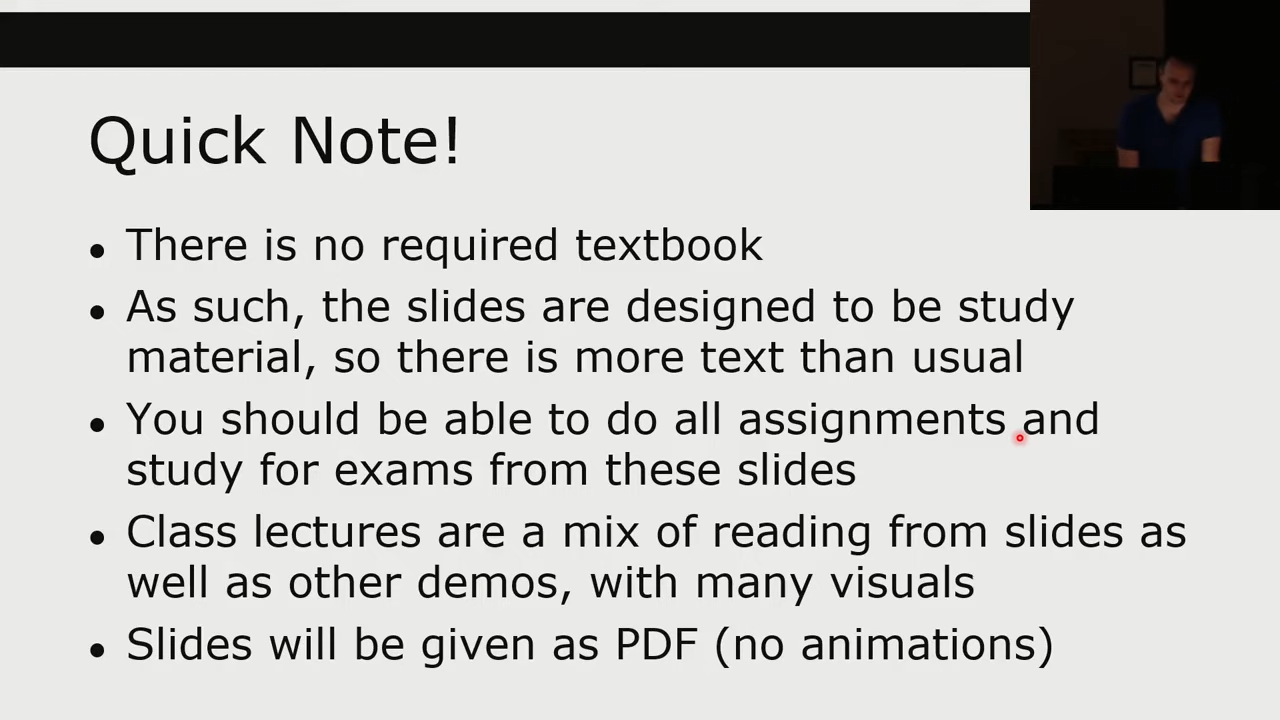 Quick Note!
• There is no required textbook
• As such, the slides are designed to be study
material, so there is more text than usual
• You should be able to do all assignments and
study for exams from these slides
• Class lectures are a mix of reading from slides as
well as other demos, with many visuals
• Slides will be given as PDF (no animations)